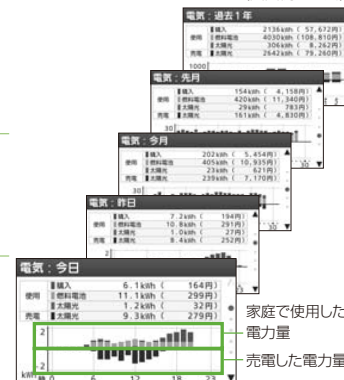 電気：過去1年
使用 購入 2136kWh ( 57,672円)
燃料電池 4030kWh (108,810円)
太陽光 306kWh ( 8,262円)
売電 太陽光 2642kWh ( 79,260円)
1000
電気：先月
使用 購入 154kWh ( 4,158円)
燃料電池 420kWh ( 11,340円)
太陽光 29kWh ( 783円)
売電 太陽光 161kWh ( 4,830円)
30
電気：今月
使用 購入 202kWh ( 5,454円)
燃料電池 405kWh ( 10,935円)
太陽光 23kWh ( 621円)
売電 太陽光 239kWh ( 7,170円)
30
30
電気：昨日
使用 購入 7.2kWh ( 194円)
燃料電池 10.8kWh ( 291円)
太陽光 1.0kWh ( 27円)
売電 太陽光 8.4kWh ( 252円)
2
30
電気：今日
使用 購入 6.1kWh ( 164円)
燃料電池 11.1kWh ( 299円)
太陽光 1.2kWh ( 32円)
売電 太陽光 9.3kWh ( 279円)
2
2
kWh 時 0 6 12 18 23
家庭で使用した
電力量
売電した電力量